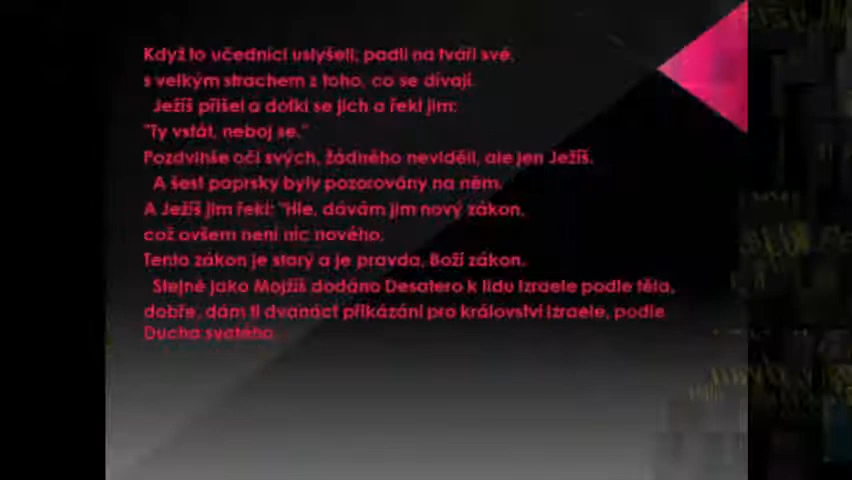 Když to učedníci uslyšeli, padli na tváři své,
s velkým strachem z toho, co se dívají.
Ježíš přišel a dotkl se jich a řekl jim:
"Ty vstát, neboj se."
Pozdvihše očí svých, žádného neviděli, ale jen Ježíš.
A šest paprsky byly pozorovány na něm.
A Ježíš jim řekl: "Hle, dávám jim nový zákon,
což ovšem není nic nového.
Tento zákon je starý a je pravda, Boží zákon.
Stejně jako Mojžíš dodáno Desatero k lidu Izraele podle těla,
dobře, dám ti dvanáct přikázání pro království Izraele, podle
Ducha svatého.